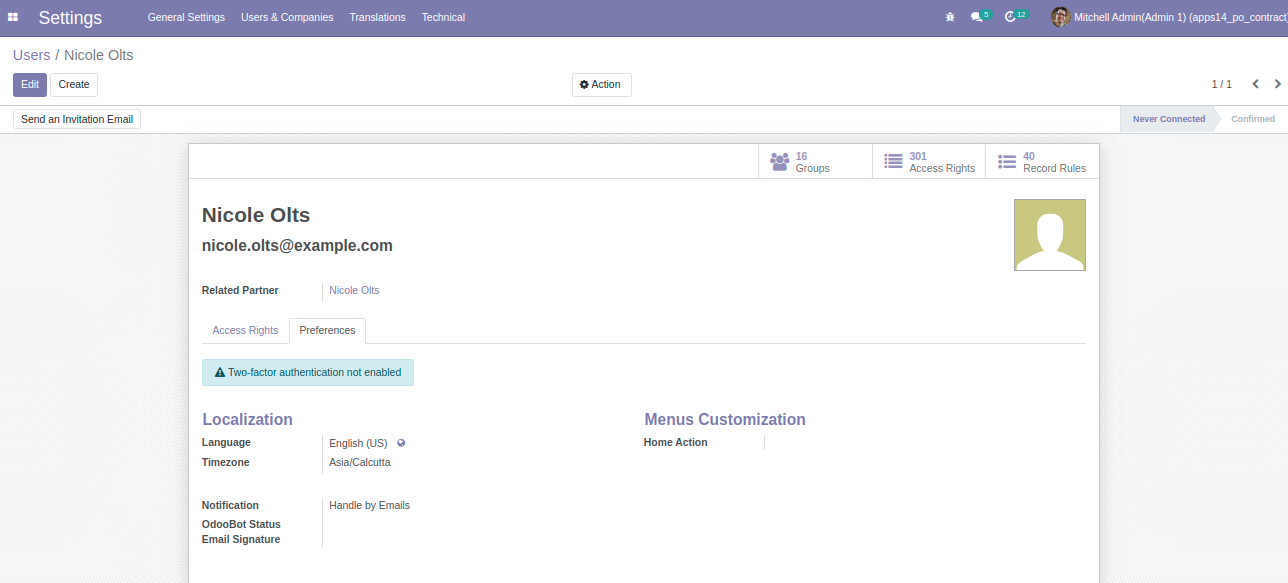 Settings General Settings Users & Companies Translations Technical 5 12 Mitchell Admin(Admin 1) (apps14_po_contract
Users / Nicole Olts
Edit Create Action 1 / 1
Send an Invitation Email Never Connected Confirmed
16 Groups 301 Access Rights 40 Record Rules
Nicole Olts
nicole.olts@example.com
Related Partner Nicole Olts
Access Rights Preferences
Two-factor authentication not enabled
Localization Menus Customization
Language English (US) Home Action
Timezone Asia/Calcutta
Notification Handle by Emails
OdooBot Status
Email Signature